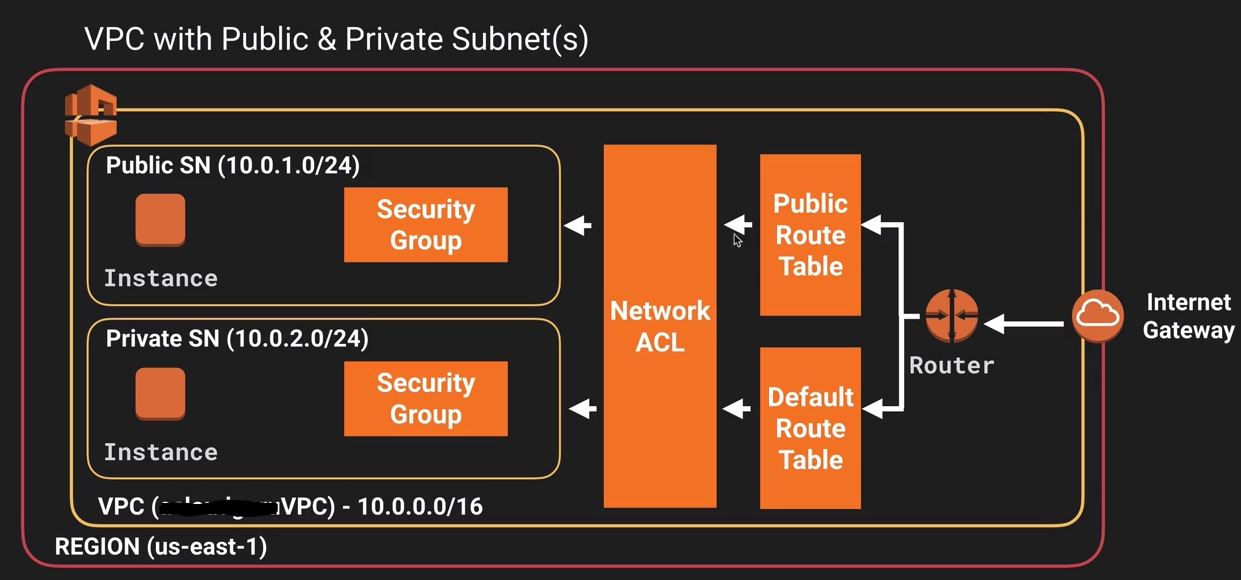 VPC with Public & Private Subnet(s)
Public SN (10.0.1.0/24)
Instance
Security
Group
Private SN (10.0.2.0/24)
Instance
Security
Group
Network
ACL
Public
Route
Table
Default
Route
Table
Router
Internet
Gateway
VPC ( VPC) - 10.0.0.0/16
REGION (us-east-1)